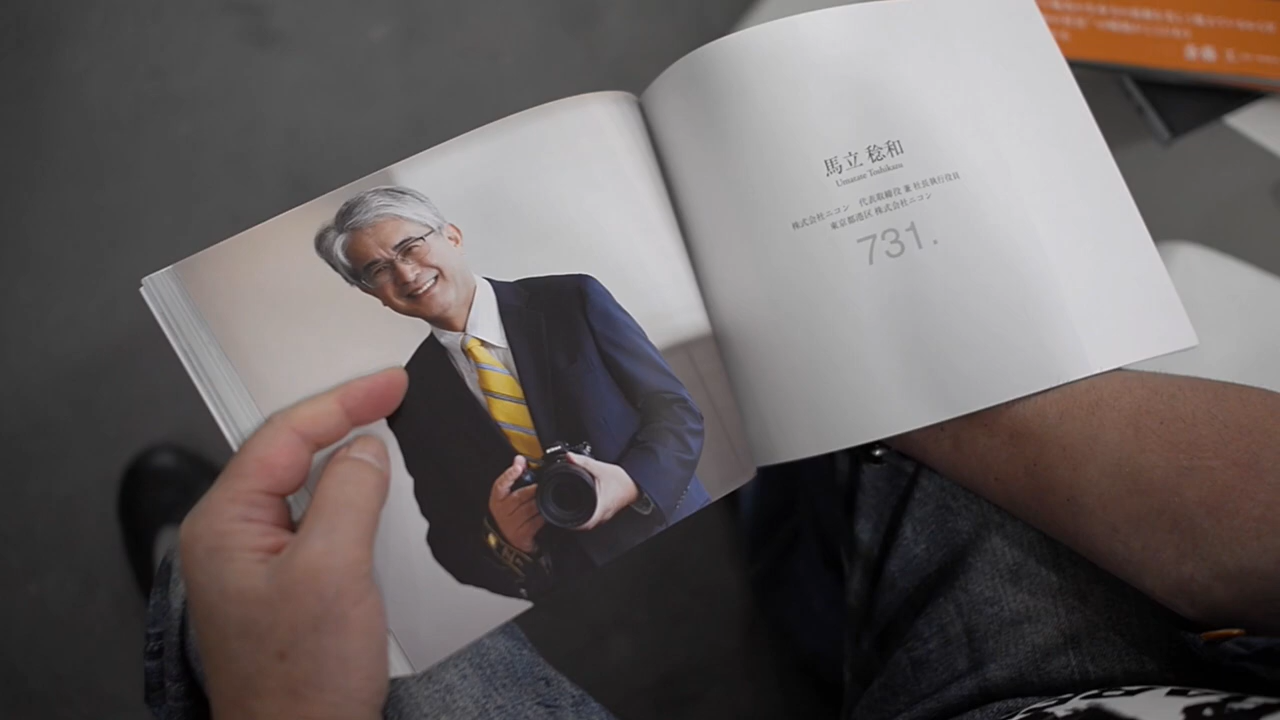 馬立 稔和
Umatate Toshikazu
株式会社ニコン 代表取締役 兼 社長執行役員
東京都港区 株式会社ニコン
731.